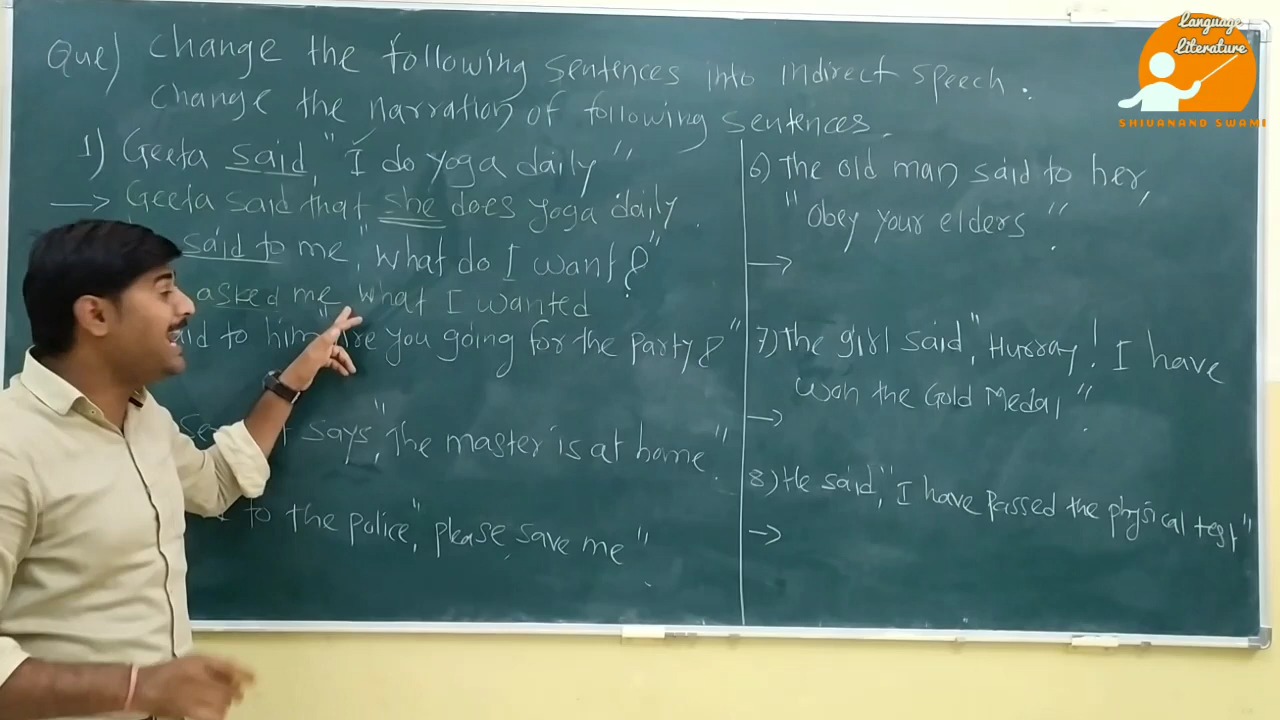 Que) Change the following sentences into indirect speech.
Change the narration of following sentences.
1) Geeta said, "I do yoga daily"
→ Geeta said that she does yoga daily
said to me, "what do I want?"
asked me what I wanted
to him, "are you going for the party?"
says, "The master is at home."
to the police, "please save me".
6) The old man said to her,
"Obey your elders".
→
7) The girl said, "Hurray! I have
won the Gold Medal".
→
8) He said, "I have passed the physical test"
→
Language
Literature
SHIVANAND SWAMI